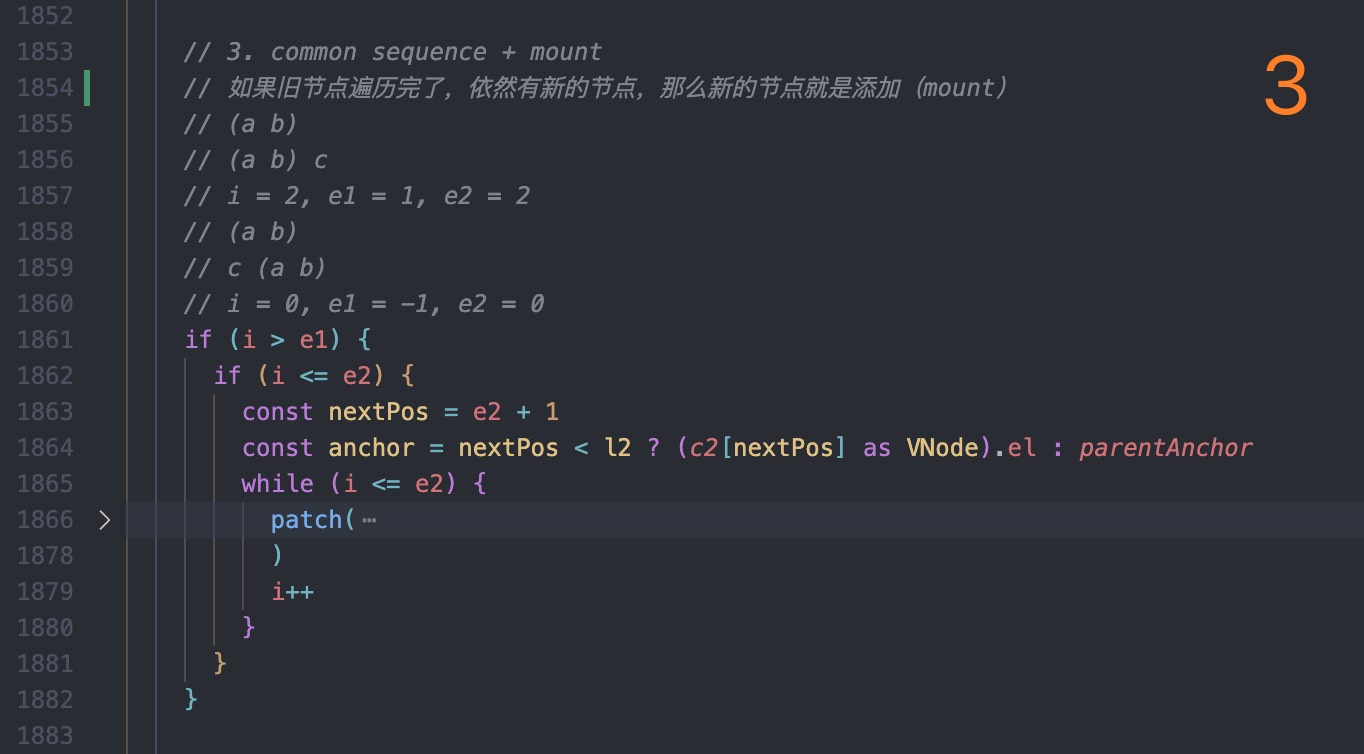 1852
1853 // 3. common sequence + mount
3
1854 // 如果旧节点遍历完了，依然有新的节点，那么新的节点就是添加（mount）
1855 // (a b)
1856 // (a b) c
1857 // i = 2, e1 = 1, e2 = 2
1858 // (a b)
1859 // c (a b)
1860 // i = 0, e1 = -1, e2 = 0
1861 if (i > e1) {
1862 if (i <= e2) {
1863 const nextPos = e2 + 1
1864 const anchor = nextPos < l2 ? (c2[nextPos] as VNode).el : parentAnchor
1865 while (i <= e2) {
1866 patch( ⋯
1878 )
1879 i++
1880 }
1881 }
1882 }
1883